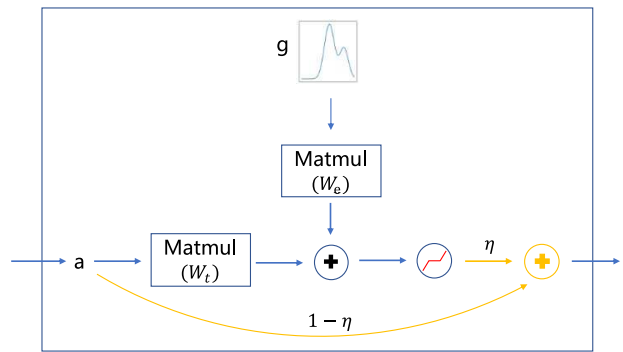 g
Matmul
(W_e)
a
Matmul
(W_t)
η
1 − η